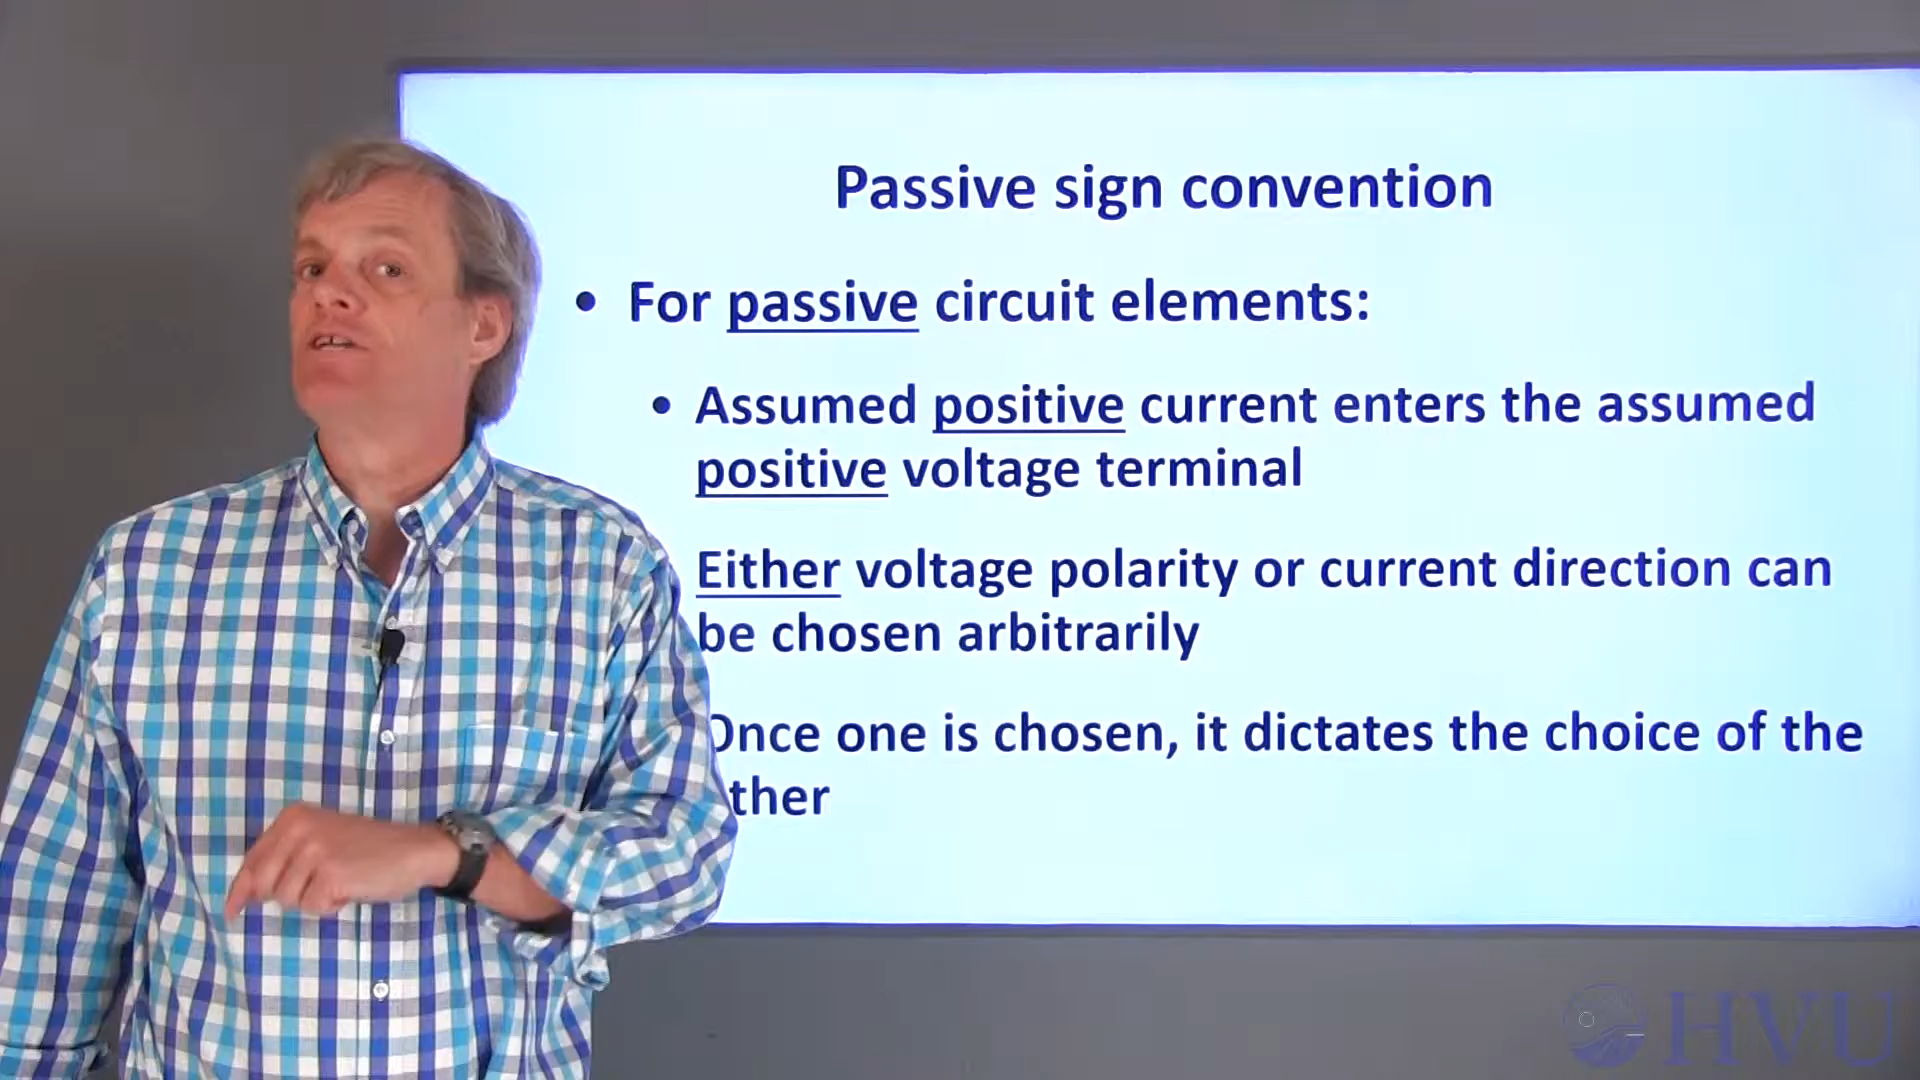 Passive sign convention
• For passive circuit elements:
• Assumed positive current enters the assumed
positive voltage terminal
Either voltage polarity or current direction can
be chosen arbitrarily
Once one is chosen, it dictates the choice of the
ther
HVU